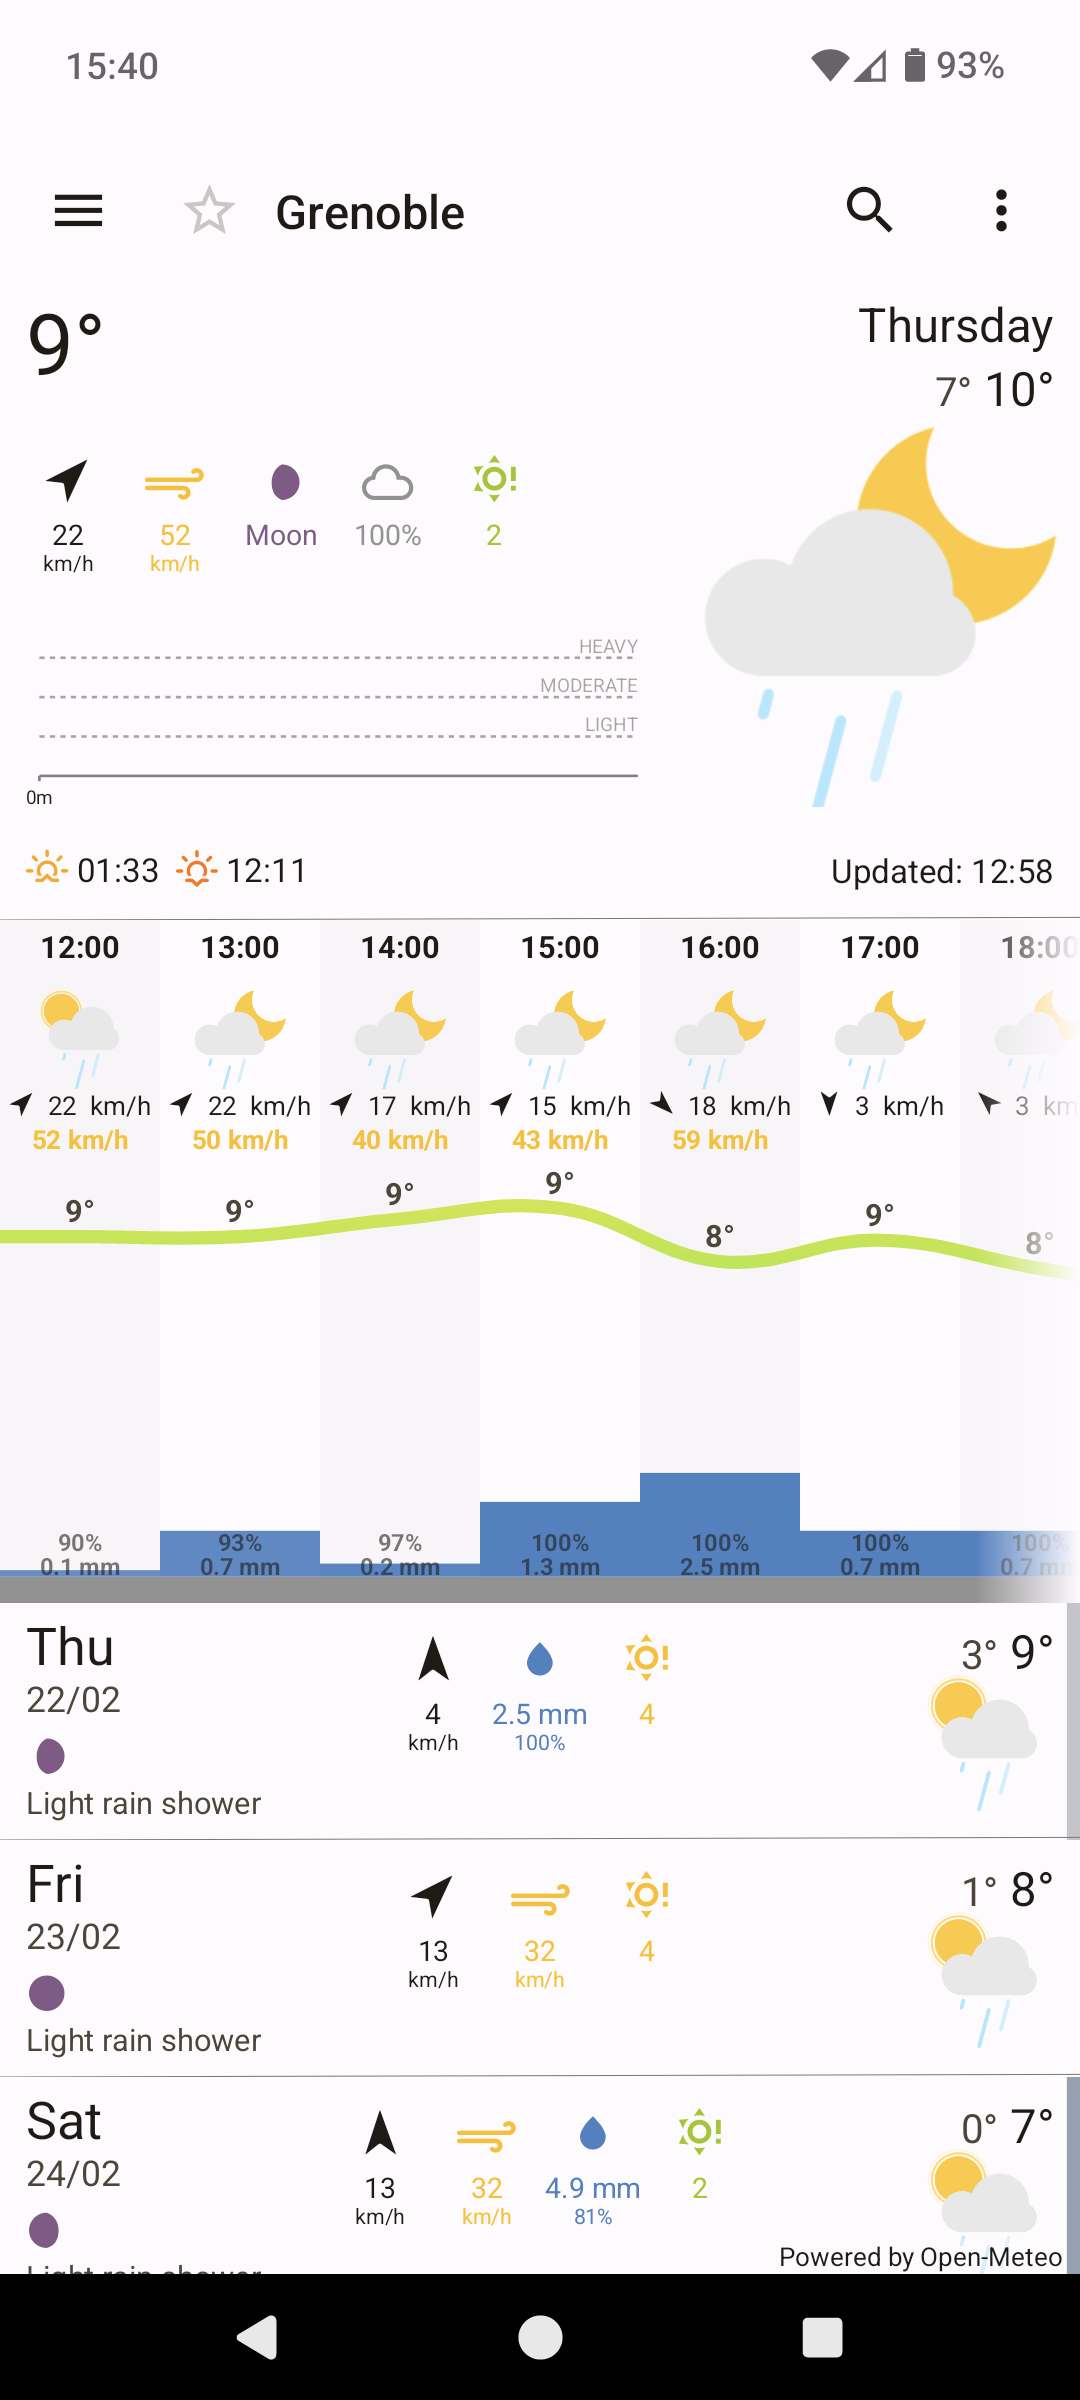 15:40 93%
Grenoble
9° Thursday
7° 10°
22 52 Moon 100% 2
km/h km/h
HEAVY
MODERATE
LIGHT
0m
01:33 12:11 Updated: 12:58
12:00 13:00 14:00 15:00 16:00 17:00 18:00
22 km/h 22 km/h 17 km/h 15 km/h 18 km/h 3 km/h 3 km
52 km/h 50 km/h 40 km/h 43 km/h 59 km/h
9° 9° 9° 9° 8° 9° 8°
90% 93% 97% 100% 100% 100% 100%
0.1 mm 0.7 mm 0.2 mm 1.3 mm 2.5 mm 0.7 mm 0.7 mm
Thu 3° 9°
22/02 4 2.5 mm 4
km/h 100%
Light rain shower
Fri 1° 8°
23/02 13 32 4
km/h km/h
Light rain shower
Sat 0° 7°
24/02 13 32 4.9 mm 2
km/h km/h 81%
Light rain shower
Powered by Open-Meteo